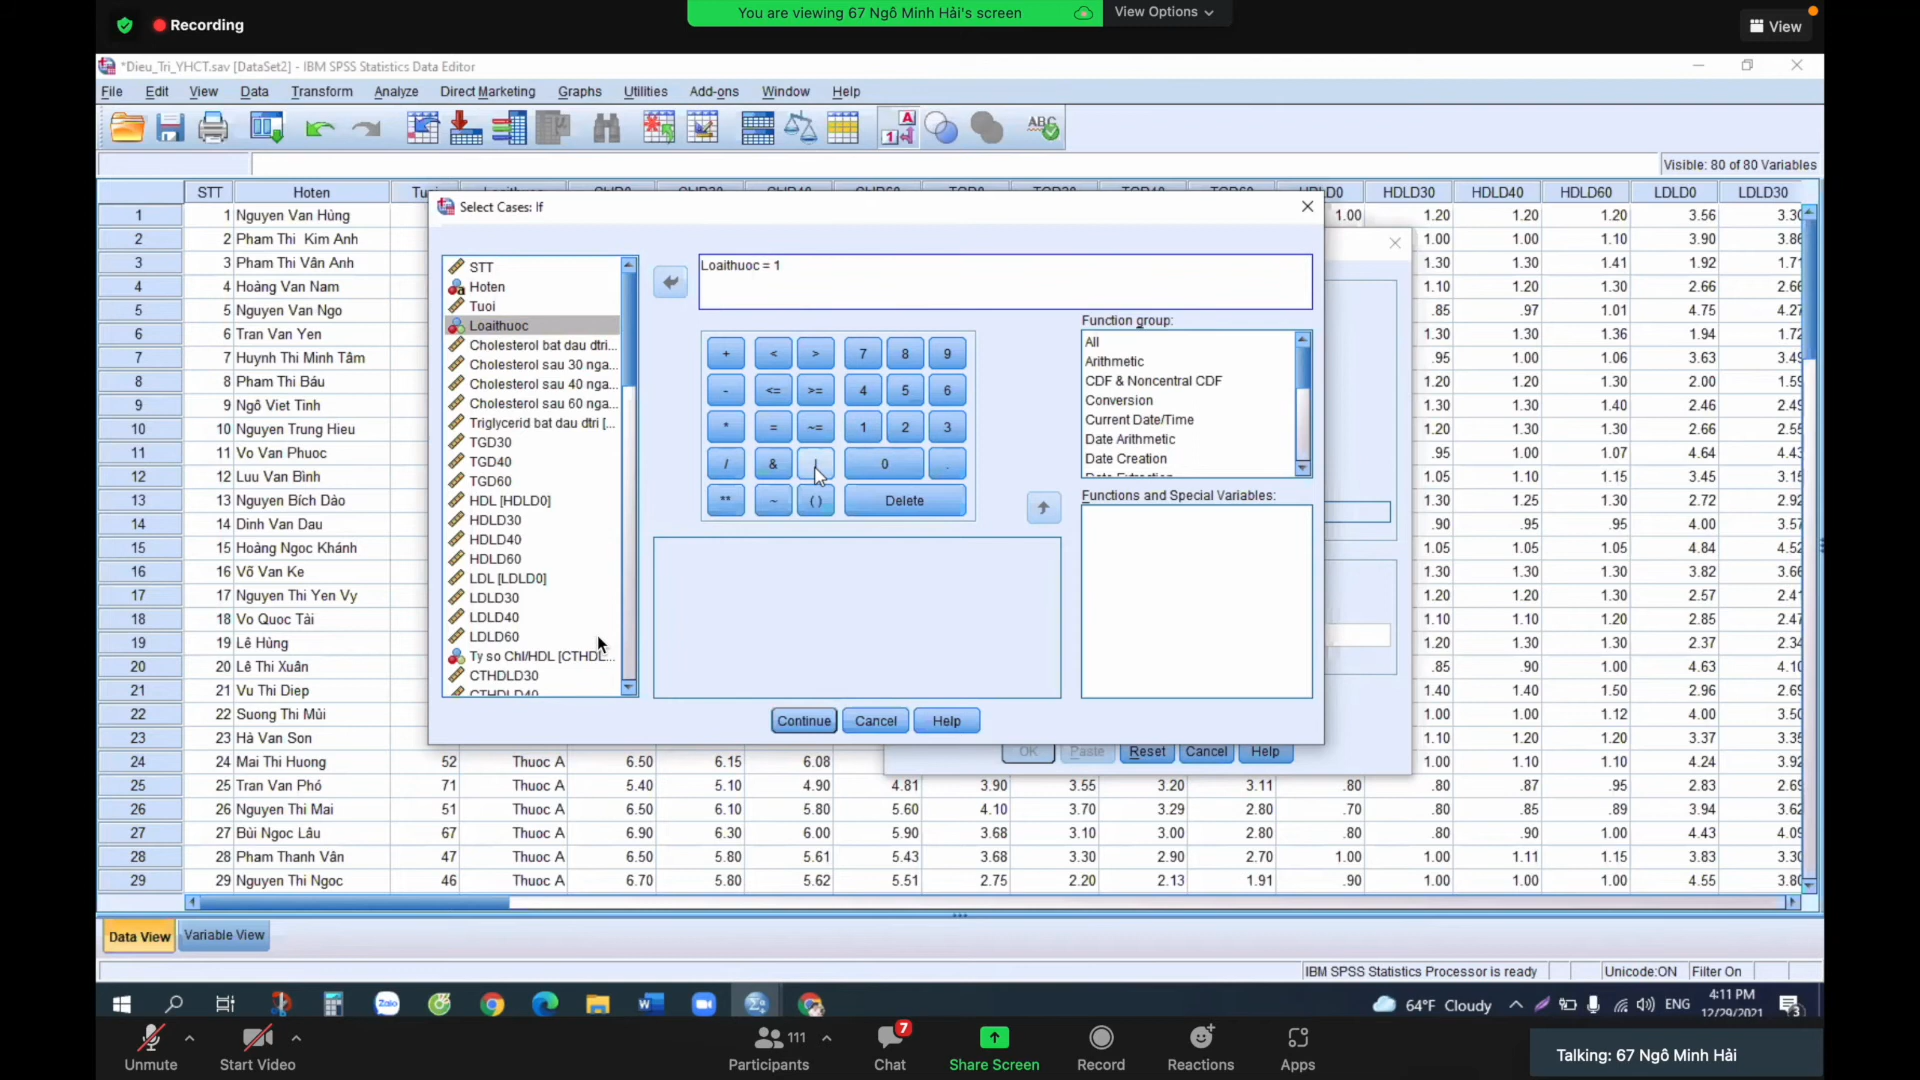 Recording
You are viewing 67 Ngô Minh Hải's screen
View Options
View
*Dieu_Tri_YHCT.sav [DataSet2] - IBM SPSS Statistics Data Editor
File Edit View Data Transform Analyze Direct Marketing Graphs Utilities Add-ons Window Help
Visible: 80 of 80 Variables
STT Hoten HDLD30 HDLD40 HDLD60 LDLD0 LDLD30
1 1 Nguyen Van Hùng 1.00 1.20 1.20 1.20 3.56 3.30
2 2 Pham Thi Kim Anh 1.00 1.00 1.10 3.90 3.86
3 3 Pham Thi Vân Anh 1.30 1.30 1.41 1.92 1.71
4 4 Hoàng Van Nam 1.10 1.20 1.30 2.66 2.66
5 5 Nguyen Van Ngo .85 .97 1.01 4.75 4.27
6 6 Tran Van Yen 1.30 1.30 1.36 1.94 1.72
7 7 Huynh Thi Minh Tâm .95 1.00 1.06 3.63 3.49
8 8 Pham Thi Báu 1.20 1.20 1.30 2.00 1.59
9 9 Ngô Viet Tinh 1.30 1.30 1.40 2.46 2.49
10 10 Nguyen Trung Hieu 1.20 1.30 1.30 2.66 2.55
11 11 Vo Van Phuoc .95 1.00 1.07 4.64 4.43
12 12 Luu Van Bình 1.05 1.10 1.10 3.45 3.15
13 13 Nguyen Bích Dào 1.30 1.25 1.30 2.72 2.92
14 14 Dinh Van Dau .90 .95 .95 4.00 3.57
15 15 Hoàng Ngoc Khánh 1.05 1.05 1.05 4.84 4.52
16 16 Võ Van Ke 1.30 1.30 1.30 3.82 3.66
17 17 Nguyen Thi Yen Vy 1.20 1.20 1.30 2.57 2.41
18 18 Vo Quoc Tài 1.10 1.10 1.20 2.85 2.47
19 19 Lê Hùng 1.20 1.30 1.30 2.37 2.34
20 20 Lê Thi Xuân .85 .90 1.00 4.63 4.10
21 21 Vu Thi Diep 1.40 1.40 1.50 2.96 2.69
22 22 Suong Thi Mùi 1.00 1.00 1.12 4.00 3.50
23 23 Hà Van Son 1.10 1.20 1.20 3.37 3.35
24 24 Mai Thi Huong 52 Thuoc A 6.50 6.15 6.08 1.00 1.10 1.10 4.24 3.92
25 25 Tran Van Phó 71 Thuoc A 5.40 5.10 4.90 4.81 3.90 3.55 3.20 3.11 .80 .80 .87 .95 2.83 2.69
26 26 Nguyen Thi Mai 51 Thuoc A 6.50 6.10 5.80 5.60 4.10 3.70 3.29 2.80 .70 .80 .85 .89 3.94 3.62
27 27 Bùi Ngoc Lâu 67 Thuoc A 6.90 6.30 6.00 5.90 3.68 3.10 3.00 2.80 .80 .80 .90 1.00 4.43 4.09
28 28 Pham Thanh Vân 47 Thuoc A 6.50 5.80 5.61 5.43 3.68 3.30 2.90 2.70 1.00 1.00 1.11 1.15 3.83 3.30
29 29 Nguyen Thi Ngoc 46 Thuoc A 6.70 5.80 5.62 5.51 2.75 2.20 2.13 1.91 .90 1.00 1.00 1.00 4.55 3.80
Select Cases: If
STT
Hoten
Tuoi
Loaithuoc
Cholesterol bat dau dtri...
Cholesterol sau 30 nga...
Cholesterol sau 40 nga...
Cholesterol sau 60 nga...
Triglycerid bat dau dtri [...
TGD30
TGD40
TGD60
HDL [HDLD0]
HDLD30
HDLD40
HDLD60
LDL [LDLD0]
LDLD30
LDLD40
LDLD60
Ty so Chl/HDL [CTHDL...
CTHDLD30
CTHDLD40
Loaithuoc = 1
+ < > 7 8 9
- <= >= 4 5 6
* = ~= 1 2 3
/ & | 0 .
** ~ ( ) Delete
Function group:
All
Arithmetic
CDF & Noncentral CDF
Conversion
Current Date/Time
Date Arithmetic
Date Creation
Date Extraction
Functions and Special Variables:
Continue Cancel Help
OK Paste Reset Cancel Help
Data View Variable View
IBM SPSS Statistics Processor is ready Unicode:ON Filter On
Zalo
64°F Cloudy ENG 4:11 PM
12/29/2021
3
111 7
Unmute Start Video Participants Chat Share Screen Record Reactions Apps
Talking: 67 Ngô Minh Hải